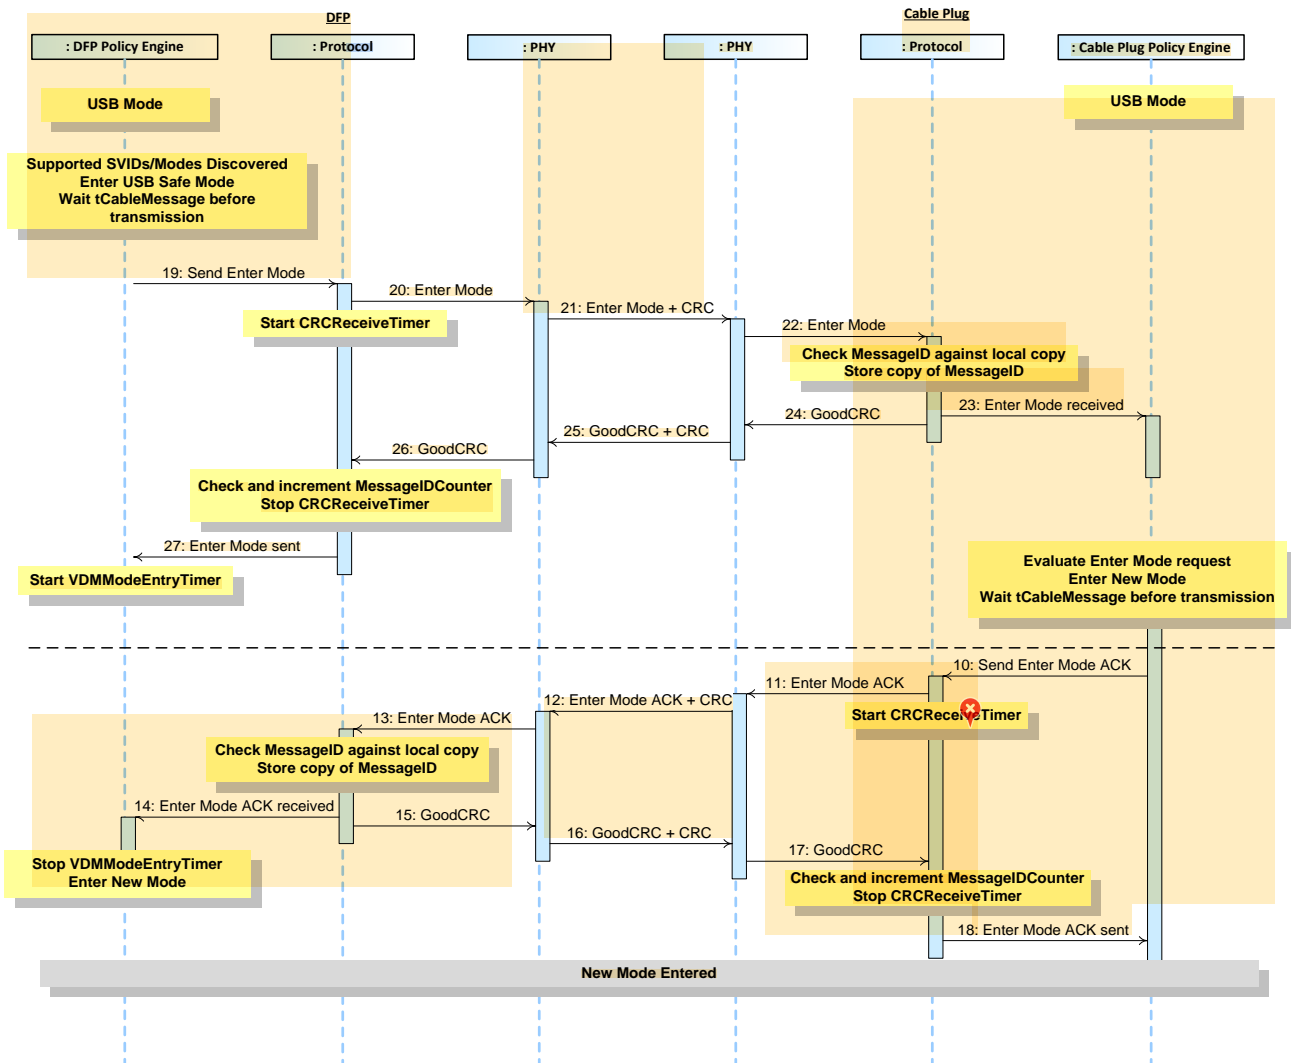 DFP
Cable Plug
: DFP Policy Engine
: Protocol
: PHY
: PHY
: Protocol
: Cable Plug Policy Engine
USB Mode
USB Mode
Supported SVIDs/Modes Discovered
Enter USB Safe Mode
Wait tCableMessage before
transmission
19: Send Enter Mode
20: Enter Mode
21: Enter Mode + CRC
Start CRCReceiveTimer
22: Enter Mode
Check MessageID against local copy
Store copy of MessageID
23: Enter Mode received
24: GoodCRC
25: GoodCRC + CRC
26: GoodCRC
Check and increment MessageIDCounter
Stop CRCReceiveTimer
27: Enter Mode sent
Start VDMModeEntryTimer
Evaluate Enter Mode request
Enter New Mode
Wait tCableMessage before transmission
10: Send Enter Mode ACK
11: Enter Mode ACK
12: Enter Mode ACK + CRC
Start CRCReceiveTimer
13: Enter Mode ACK
Check MessageID against local copy
Store copy of MessageID
14: Enter Mode ACK received
15: GoodCRC
16: GoodCRC + CRC
17: GoodCRC
Stop VDMModeEntryTimer
Enter New Mode
Check and increment MessageIDCounter
Stop CRCReceiveTimer
18: Enter Mode ACK sent
New Mode Entered